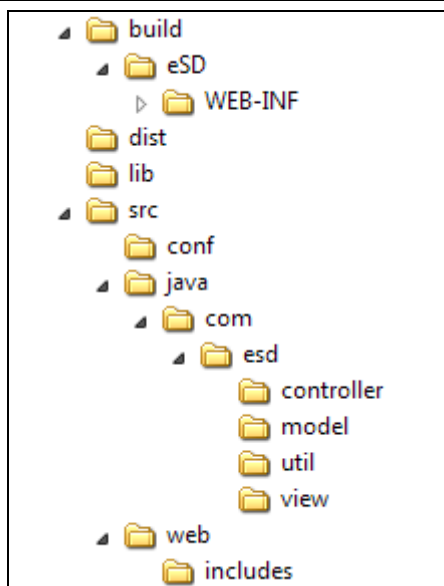 build
eSD
WEB-INF
dist
lib
src
conf
java
com
esd
controller
model
util
view
web
includes